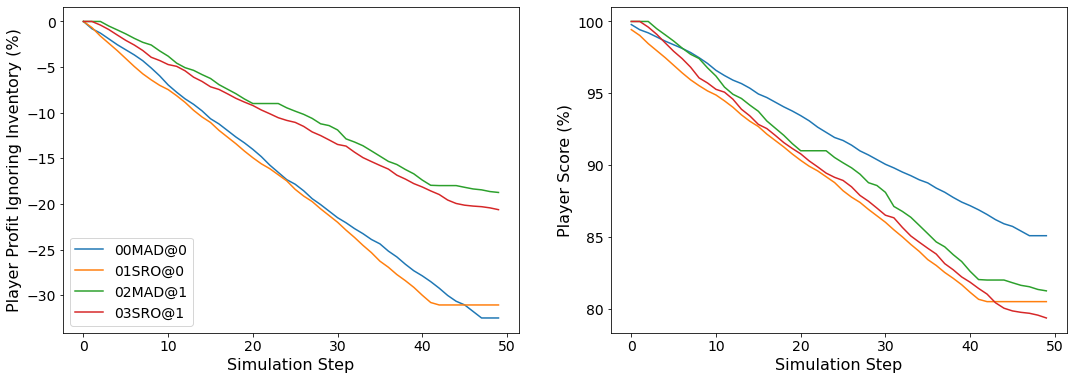 Player Profit Ignoring Inventory (%)
0
−5
−10
−15
−20
−25
−30
00MAD@0
01SRO@0
02MAD@1
03SRO@1
0 10 20 30 40 50
Simulation Step
Player Score (%)
100
95
90
85
80
0 10 20 30 40 50
Simulation Step